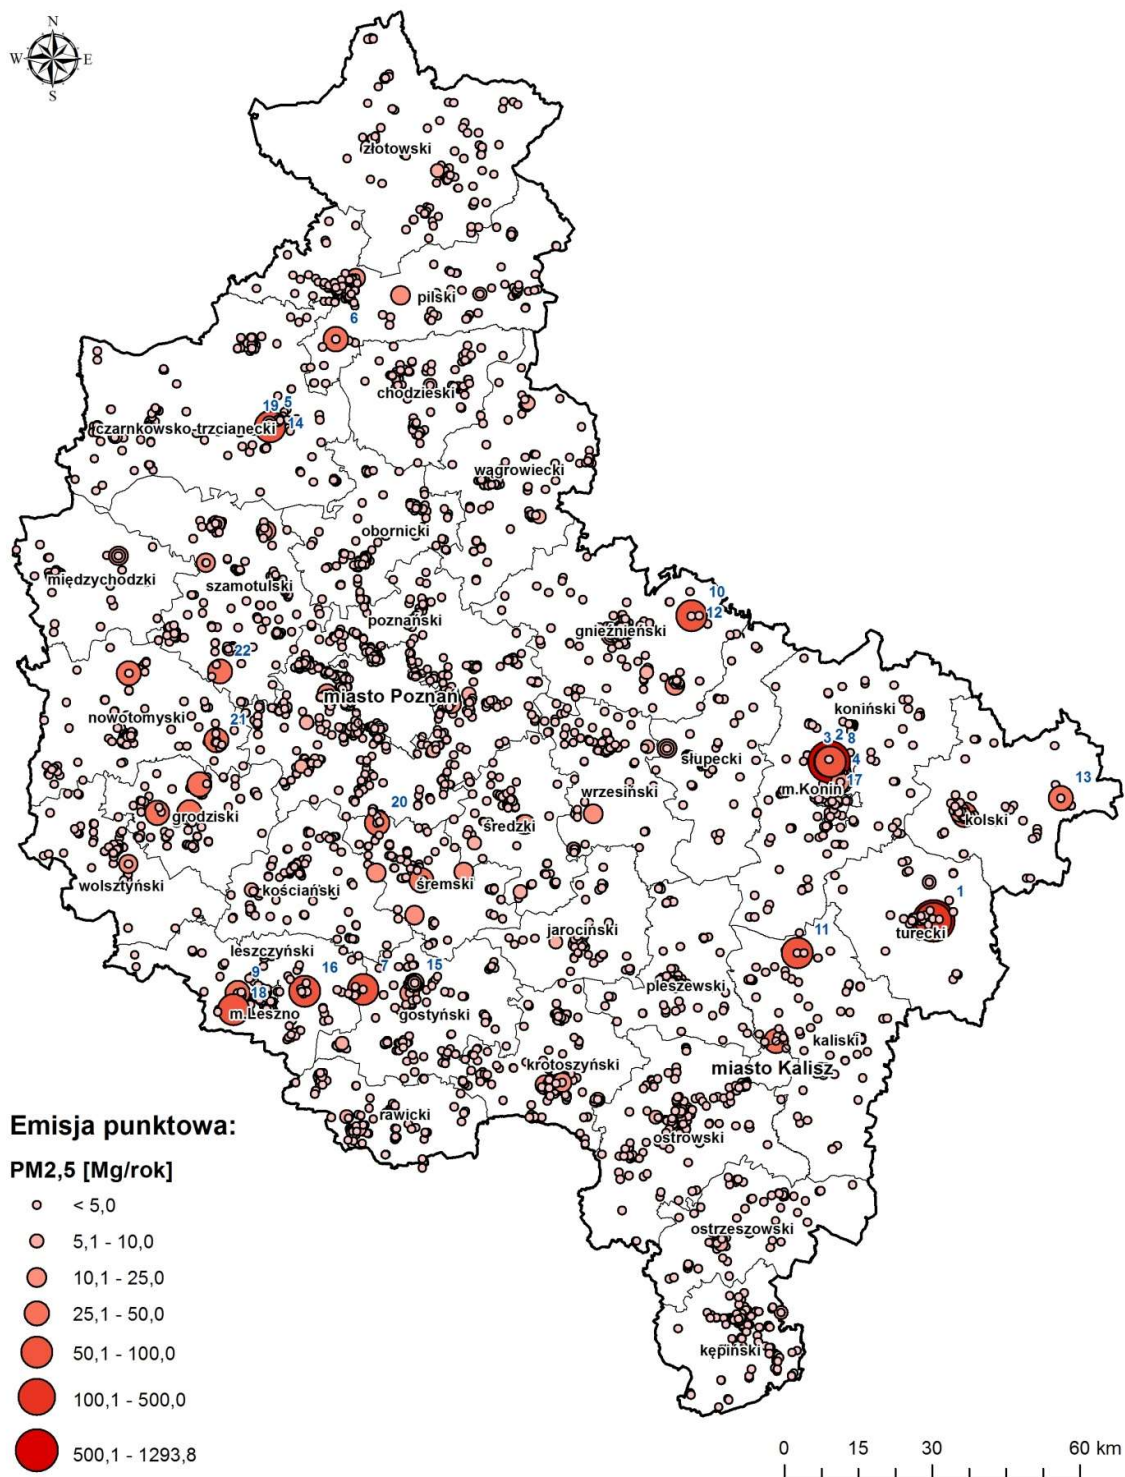 N
W E
S
złotowski
pilski
6
chodzieski
19 5
14
czarnkowsko-trzcianecki
wągrowiecki
obornicki
międzychodzki
szamotulski
10
12
poznański
gnieźnieński
22
miasto Poznań
koniński
nowotomyski
21
3 2 8
4
słupecki
17
m.Konin
13
wrzesiński
20
grodziski
średzki
kolski
wolsztyński
kościański
śremski
1
turecki
jarociński
11
leszczyński
9
16
7
15
18
pleszewski
m.Leszno
gostyński
kaliski
krotoszyński
miasto Kalisz
rawicki
ostrowski
Emisja punktowa:
PM2,5 [Mg/rok]
< 5,0
5,1 - 10,0
10,1 - 25,0
25,1 - 50,0
50,1 - 100,0
100,1 - 500,0
500,1 - 1293,8
ostrzeszowski
kępiński
0 15 30 60 km